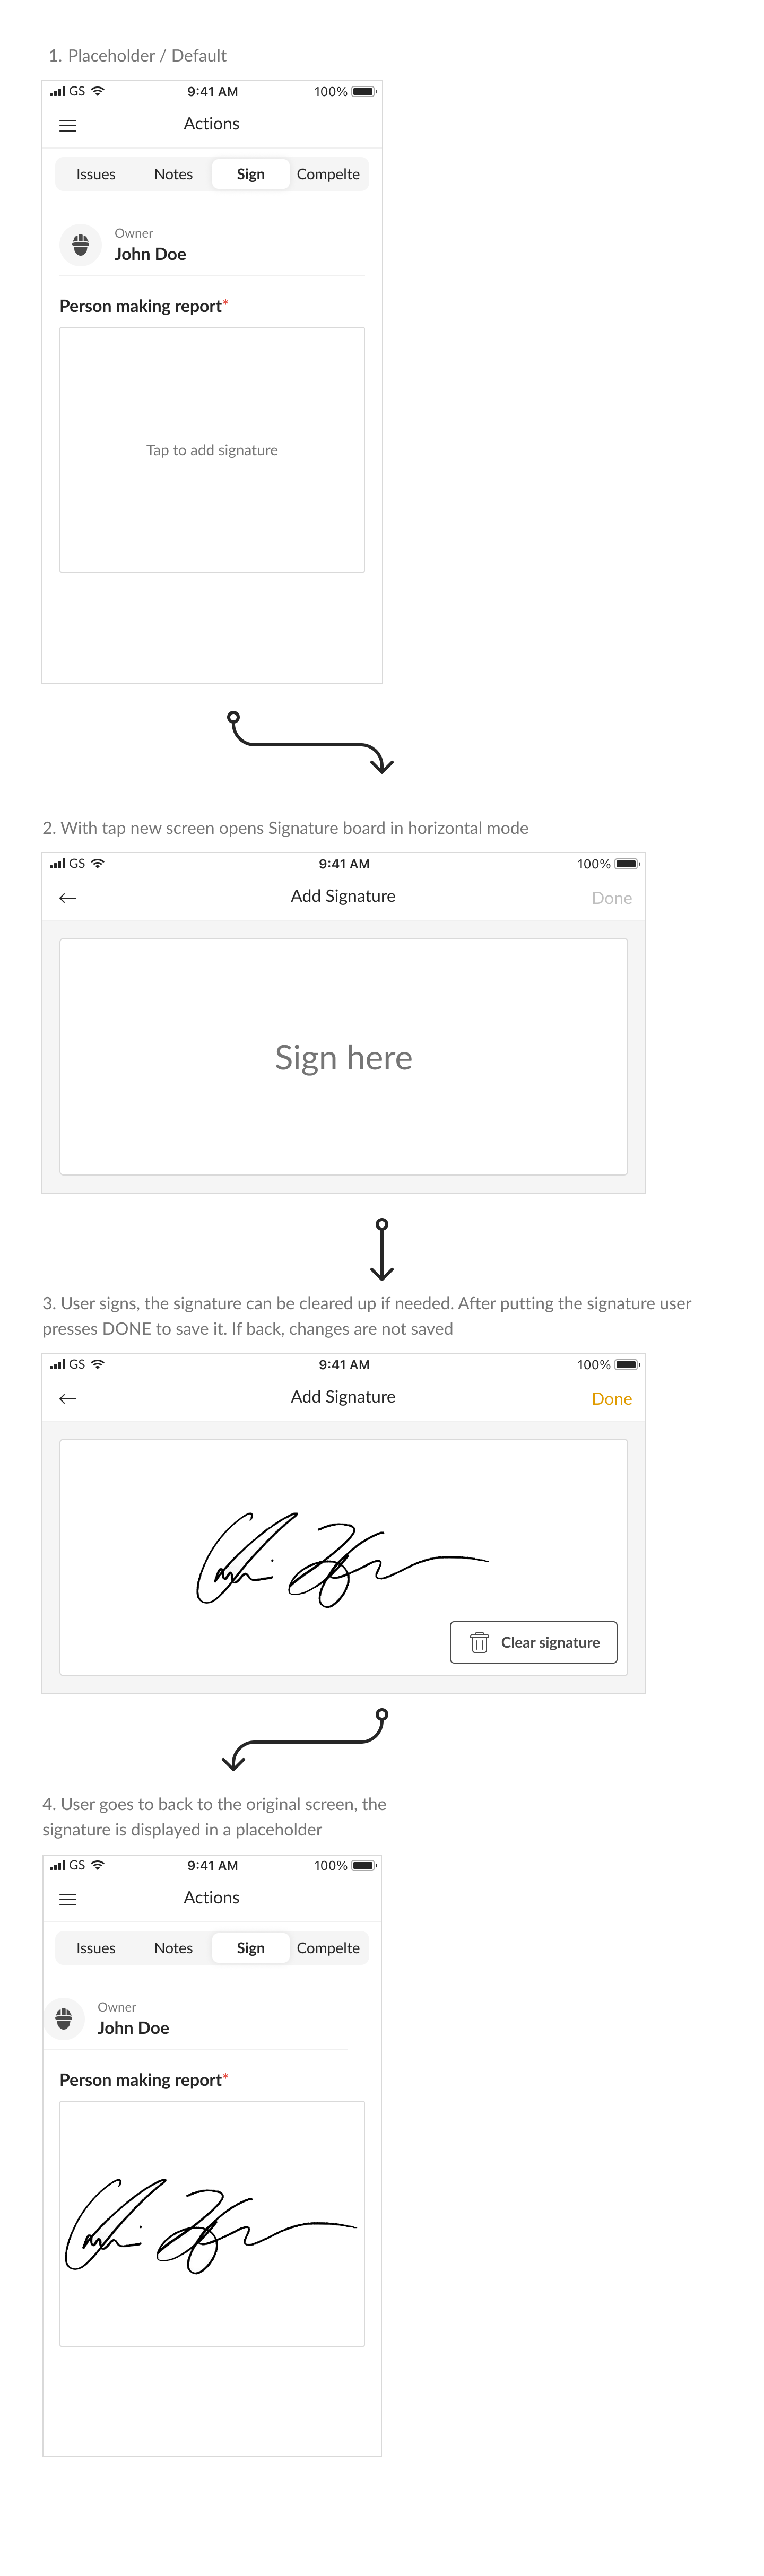 1. Placeholder / Default
GS 9:41 AM 100%
Actions
Issues Notes Sign Compelte
Owner
John Doe
Person making report*
Tap to add signature
2. With tap new screen opens Signature board in horizontal mode
GS 9:41 AM 100%
Add Signature Done
Sign here
3. User signs, the signature can be cleared up if needed. After putting the signature user
presses DONE to save it. If back, changes are not saved
GS 9:41 AM 100%
Add Signature Done
Clear signature
4. User goes to back to the original screen, the
signature is displayed in a placeholder
GS 9:41 AM 100%
Actions
Issues Notes Sign Compelte
Owner
John Doe
Person making report*